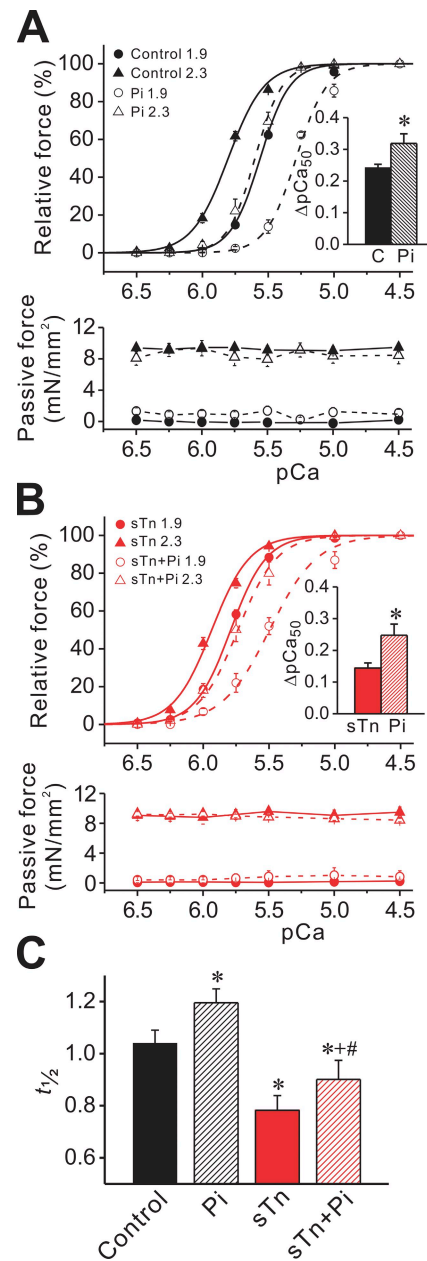 A
Control 1.9
Control 2.3
Pi 1.9
Pi 2.3
Relative force (%)
100
80
60
40
20
0
6.5 6.0 5.5 5.0 4.5
ΔpCa50
0.4
0.3
0.2
0.1
0.0
*
C Pi
Passive force
(mN/mm²)
12
8
4
0
6.5 6.0 5.5 5.0 4.5
pCa
B
sTn 1.9
sTn 2.3
sTn+Pi 1.9
sTn+Pi 2.3
Relative force (%)
100
80
60
40
20
0
6.5 6.0 5.5 5.0 4.5
ΔpCa50
0.4
0.3
0.2
0.1
0.0
*
sTn Pi
Passive force
(mN/mm²)
12
8
4
0
6.5 6.0 5.5 5.0 4.5
pCa
C
t½
1.2
1.0
0.8
0.6
*
*
*+#
Control
Pi
sTn
sTn+Pi